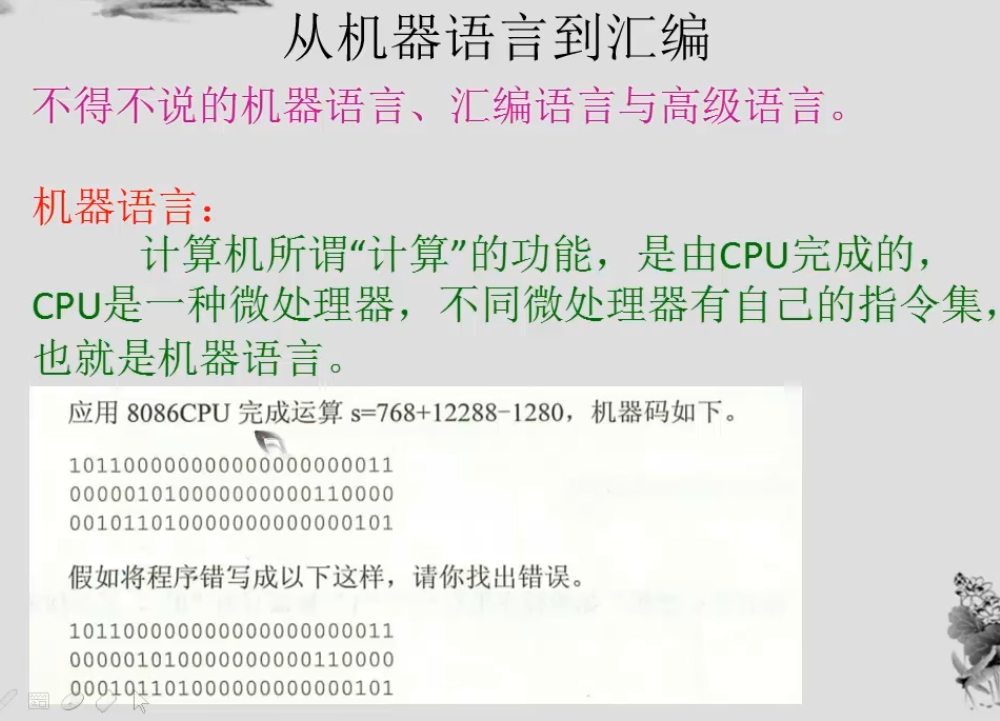 从机器语言到汇编
不得不说的机器语言、汇编语言与高级语言。
机器语言：
计算机所谓“计算”的功能，是由CPU完成的，
CPU是一种微处理器，不同微处理器有自己的指令集，
也就是机器语言。
应用 8086CPU 完成运算 s=768+12288-1280，机器码如下。
101100000000000000000011
000001010000000000110000
001011010000000000000101
假如将程序错写成以下这样，请你找出错误。
101100000000000000000011
000001010000000000110000
000101101000000000000101